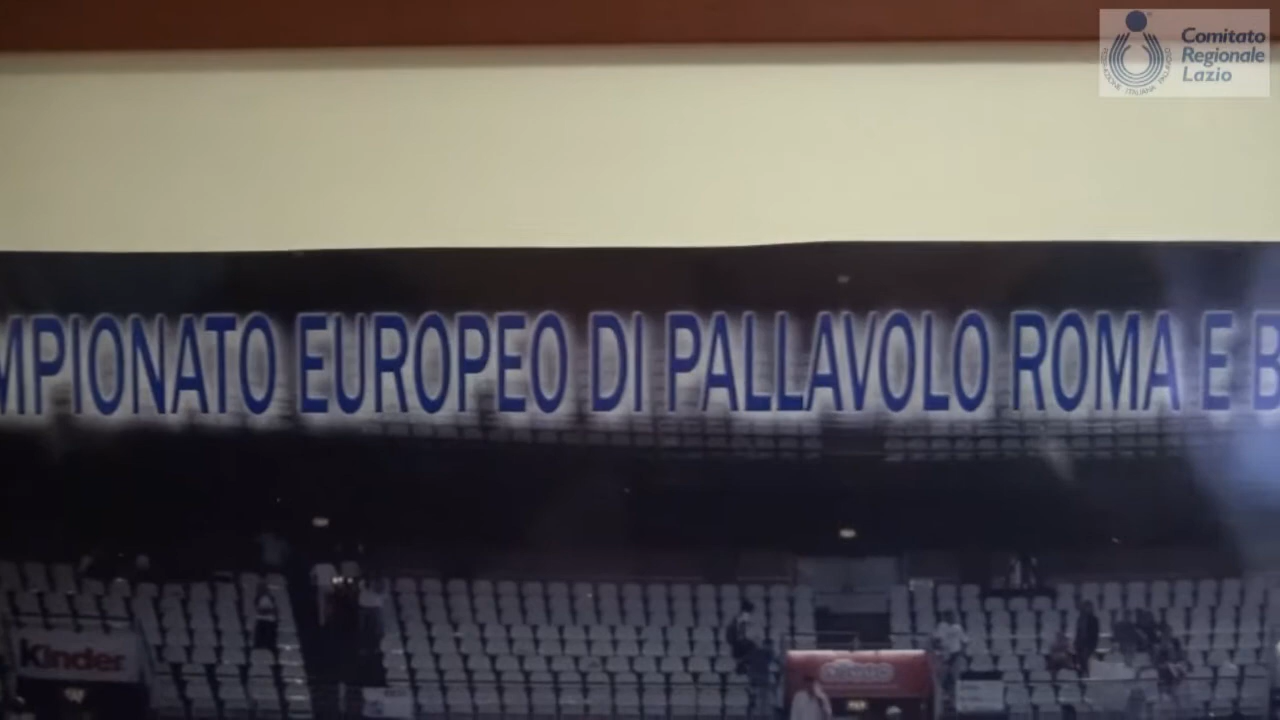 Comitato
Regionale
Lazio
MPIONATO EUROPEO DI PALLAVOLO ROMA E B
Kinder